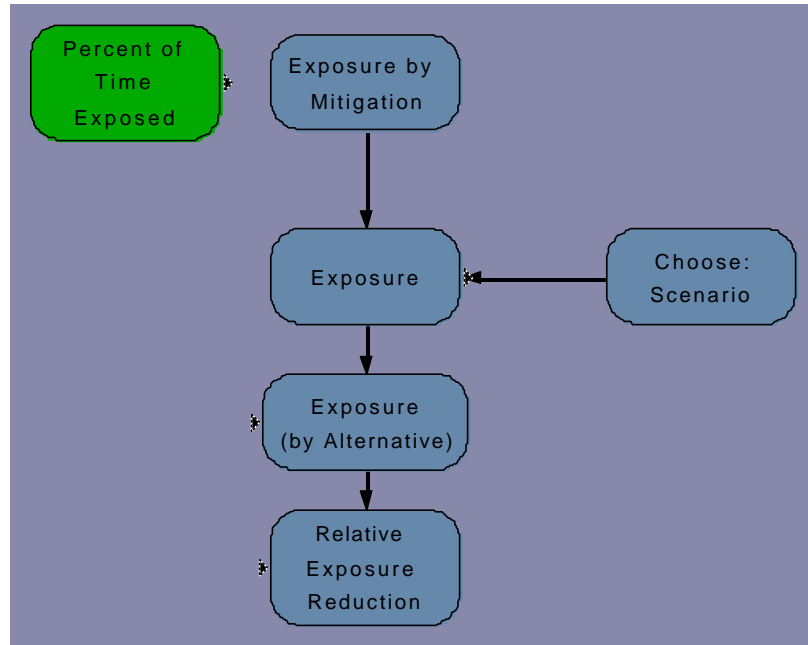 Percent of
Time
Exposed
Exposure by
Mitigation
Exposure
Choose:
Scenario
Exposure
(by Alternative)
Relative
Exposure
Reduction